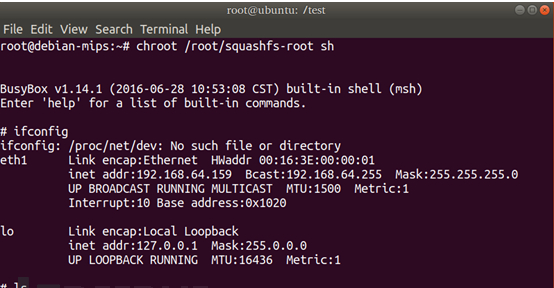 root@ubuntu: /test
File Edit View Search Terminal Help
root@debian-mips:~# chroot /root/squashfs-root sh
BusyBox v1.14.1 (2016-06-28 10:53:08 CST) built-in shell (msh)
Enter 'help' for a list of built-in commands.
# ifconfig
ifconfig: /proc/net/dev: No such file or directory
eth1 Link encap:Ethernet HWaddr 00:16:3E:00:00:01
inet addr:192.168.64.159 Bcast:192.168.64.255 Mask:255.255.255.0
UP BROADCAST RUNNING MULTICAST MTU:1500 Metric:1
Interrupt:10 Base address:0x1020
lo Link encap:Local Loopback
inet addr:127.0.0.1 Mask:255.0.0.0
UP LOOPBACK RUNNING MTU:16436 Metric:1
# ls